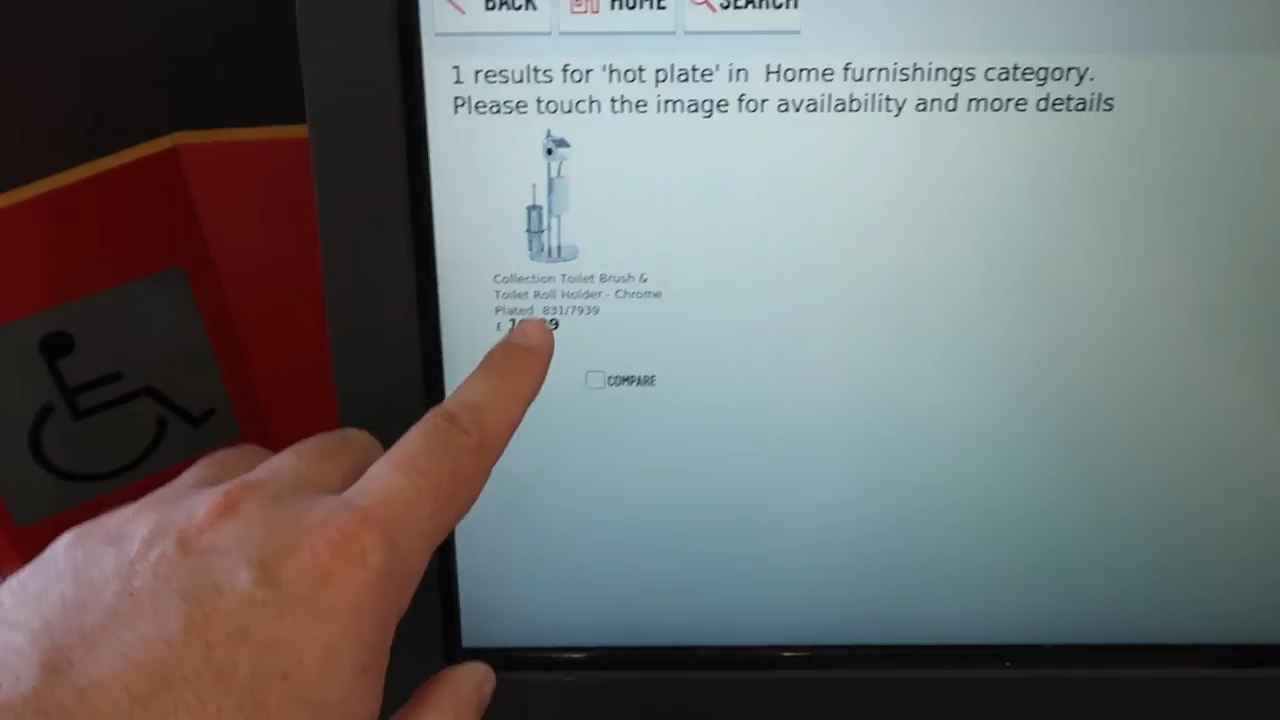 BACK
HOME
SEARCH
1 results for 'hot plate' in Home furnishings category.
Please touch the image for availability and more details
Collection Toilet Brush &
Toilet Roll Holder - Chrome
Plated 831/7939
£
COMPARE